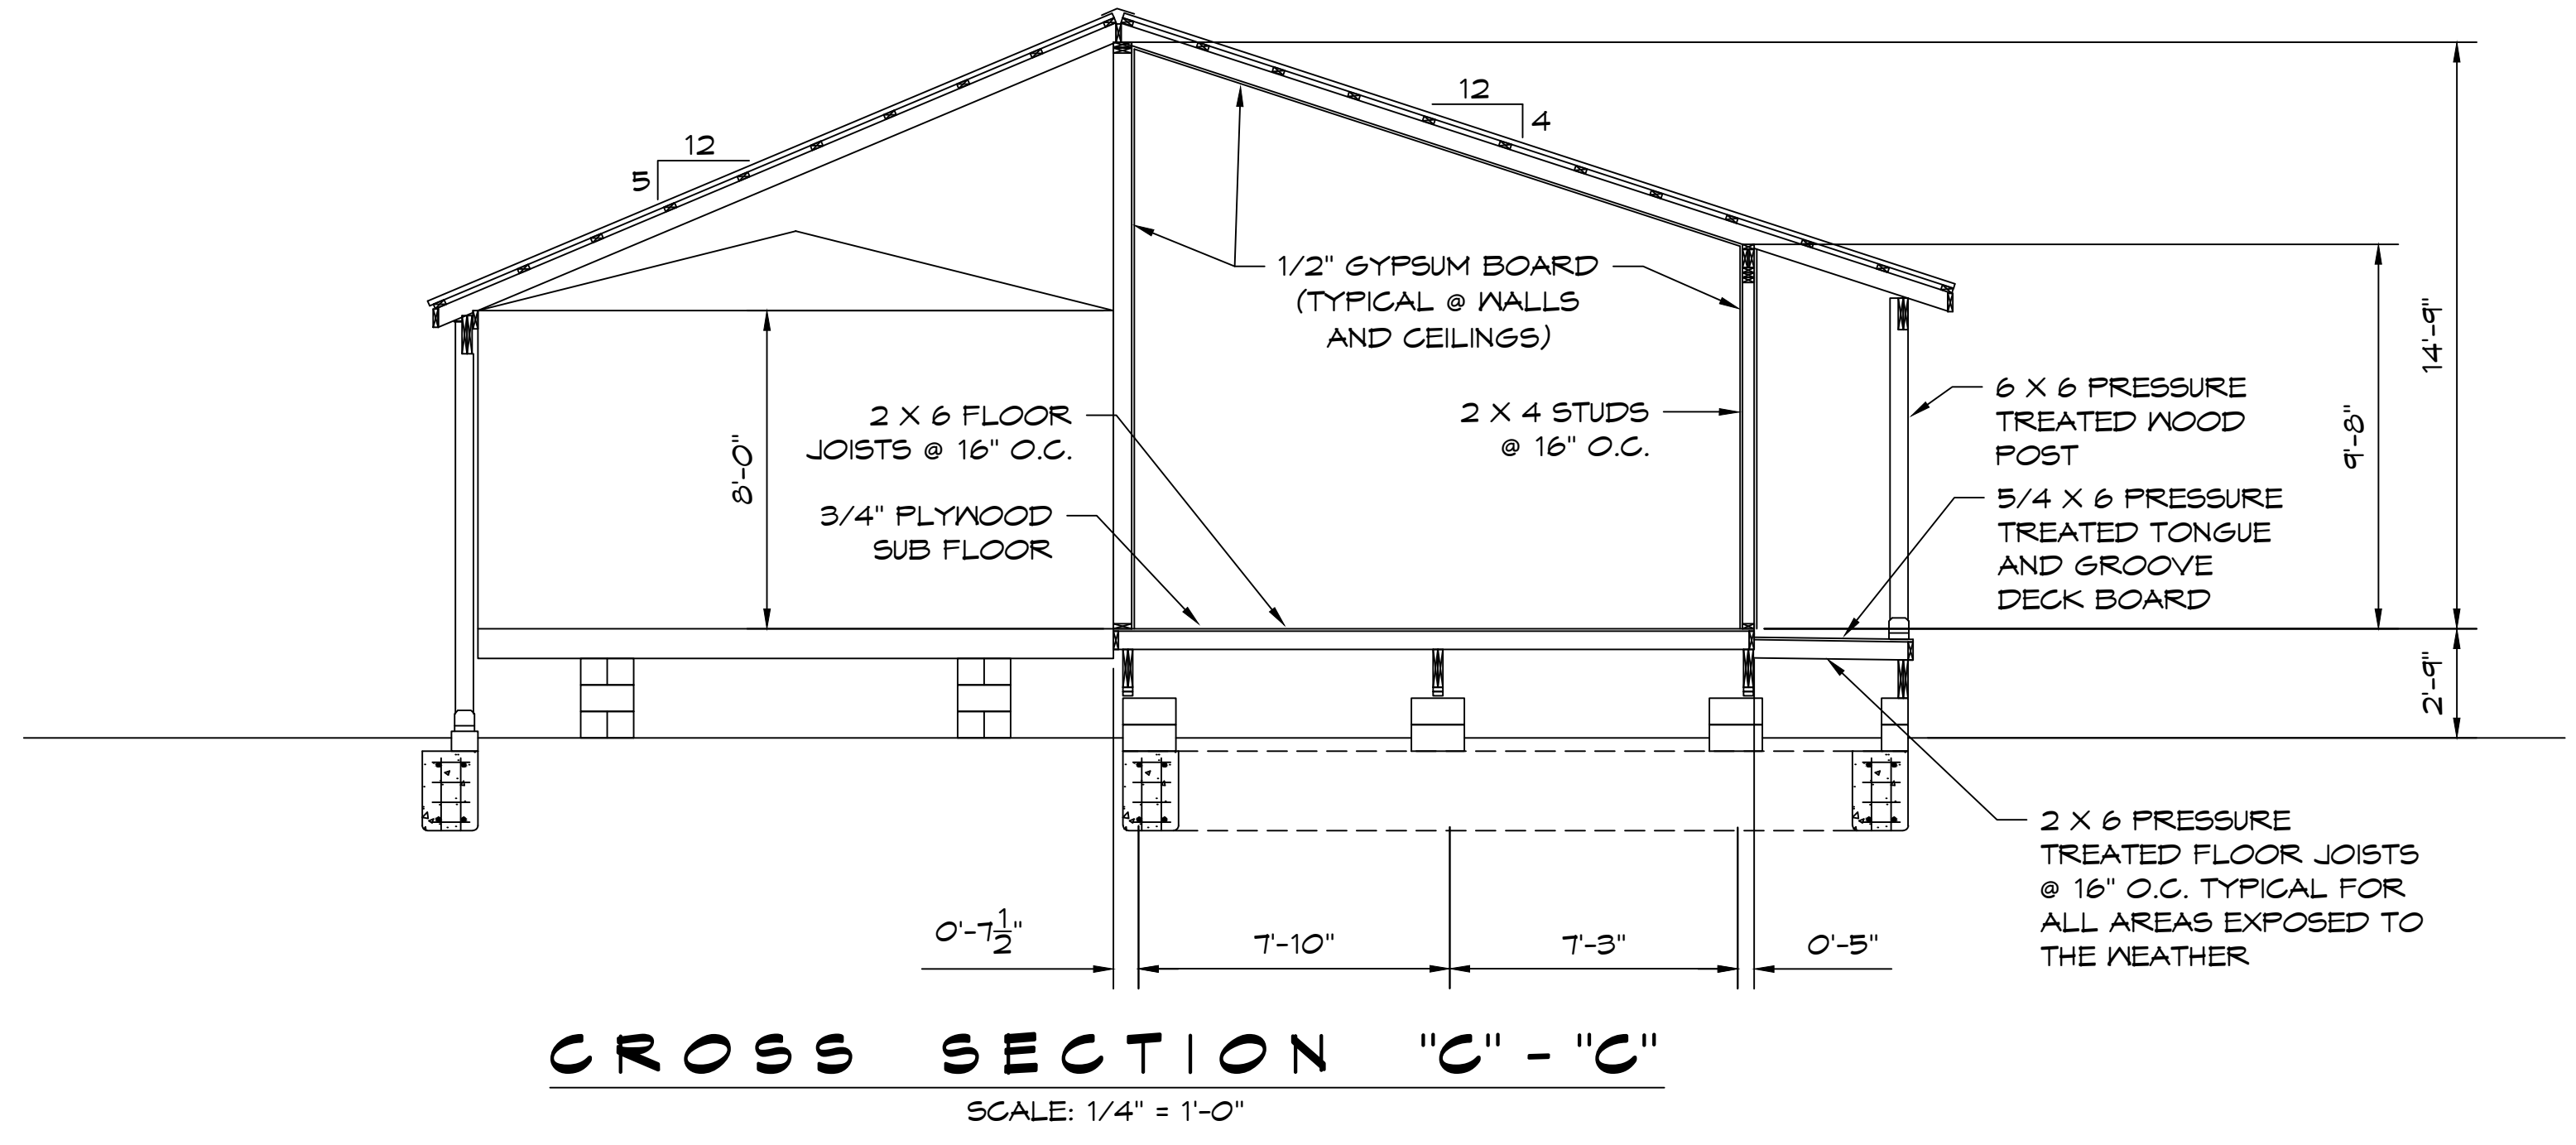 12
4
12
5
1/2" GYPSUM BOARD
(TYPICAL @ WALLS
AND CEILINGS)
14'-9"
9'-8"
8'-0"
2 X 6 FLOOR
JOISTS @ 16" O.C.
3/4" PLYWOOD
SUB FLOOR
2 X 4 STUDS
@ 16" O.C.
6 X 6 PRESSURE
TREATED WOOD
POST
5/4 X 6 PRESSURE
TREATED TONGUE
AND GROOVE
DECK BOARD
2'-9"
2 X 6 PRESSURE
TREATED FLOOR JOISTS
@ 16" O.C. TYPICAL FOR
ALL AREAS EXPOSED TO
THE WEATHER
0'-7 1/2"
7'-10"
7'-3"
0'-5"
CROSS SECTION "C" - "C"
SCALE: 1/4" = 1'-0"